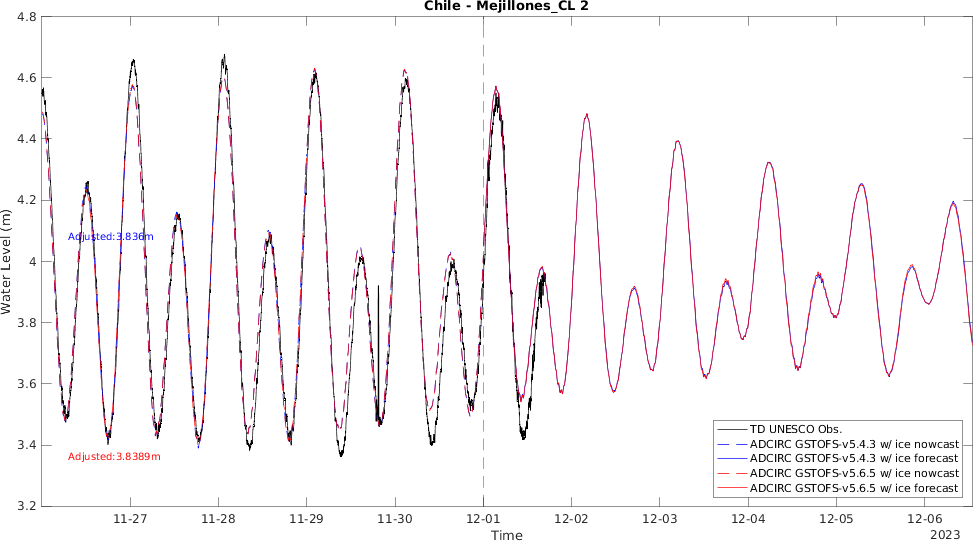 Chile - Mejillones_CL 2
4.8
4.6
4.4
4.2
4
3.8
3.6
3.4
3.2
Water Level (m)
Adjusted:3.836m
Adjusted:3.8389m
TD UNESCO Obs.
ADCIRC GSTOFS-v5.4.3 w/ ice nowcast
ADCIRC GSTOFS-v5.4.3 w/ ice forecast
ADCIRC GSTOFS-v5.6.5 w/ ice nowcast
ADCIRC GSTOFS-v5.6.5 w/ ice forecast
11-27 11-28 11-29 11-30 12-01 12-02 12-03 12-04 12-05 12-06
2023
Time